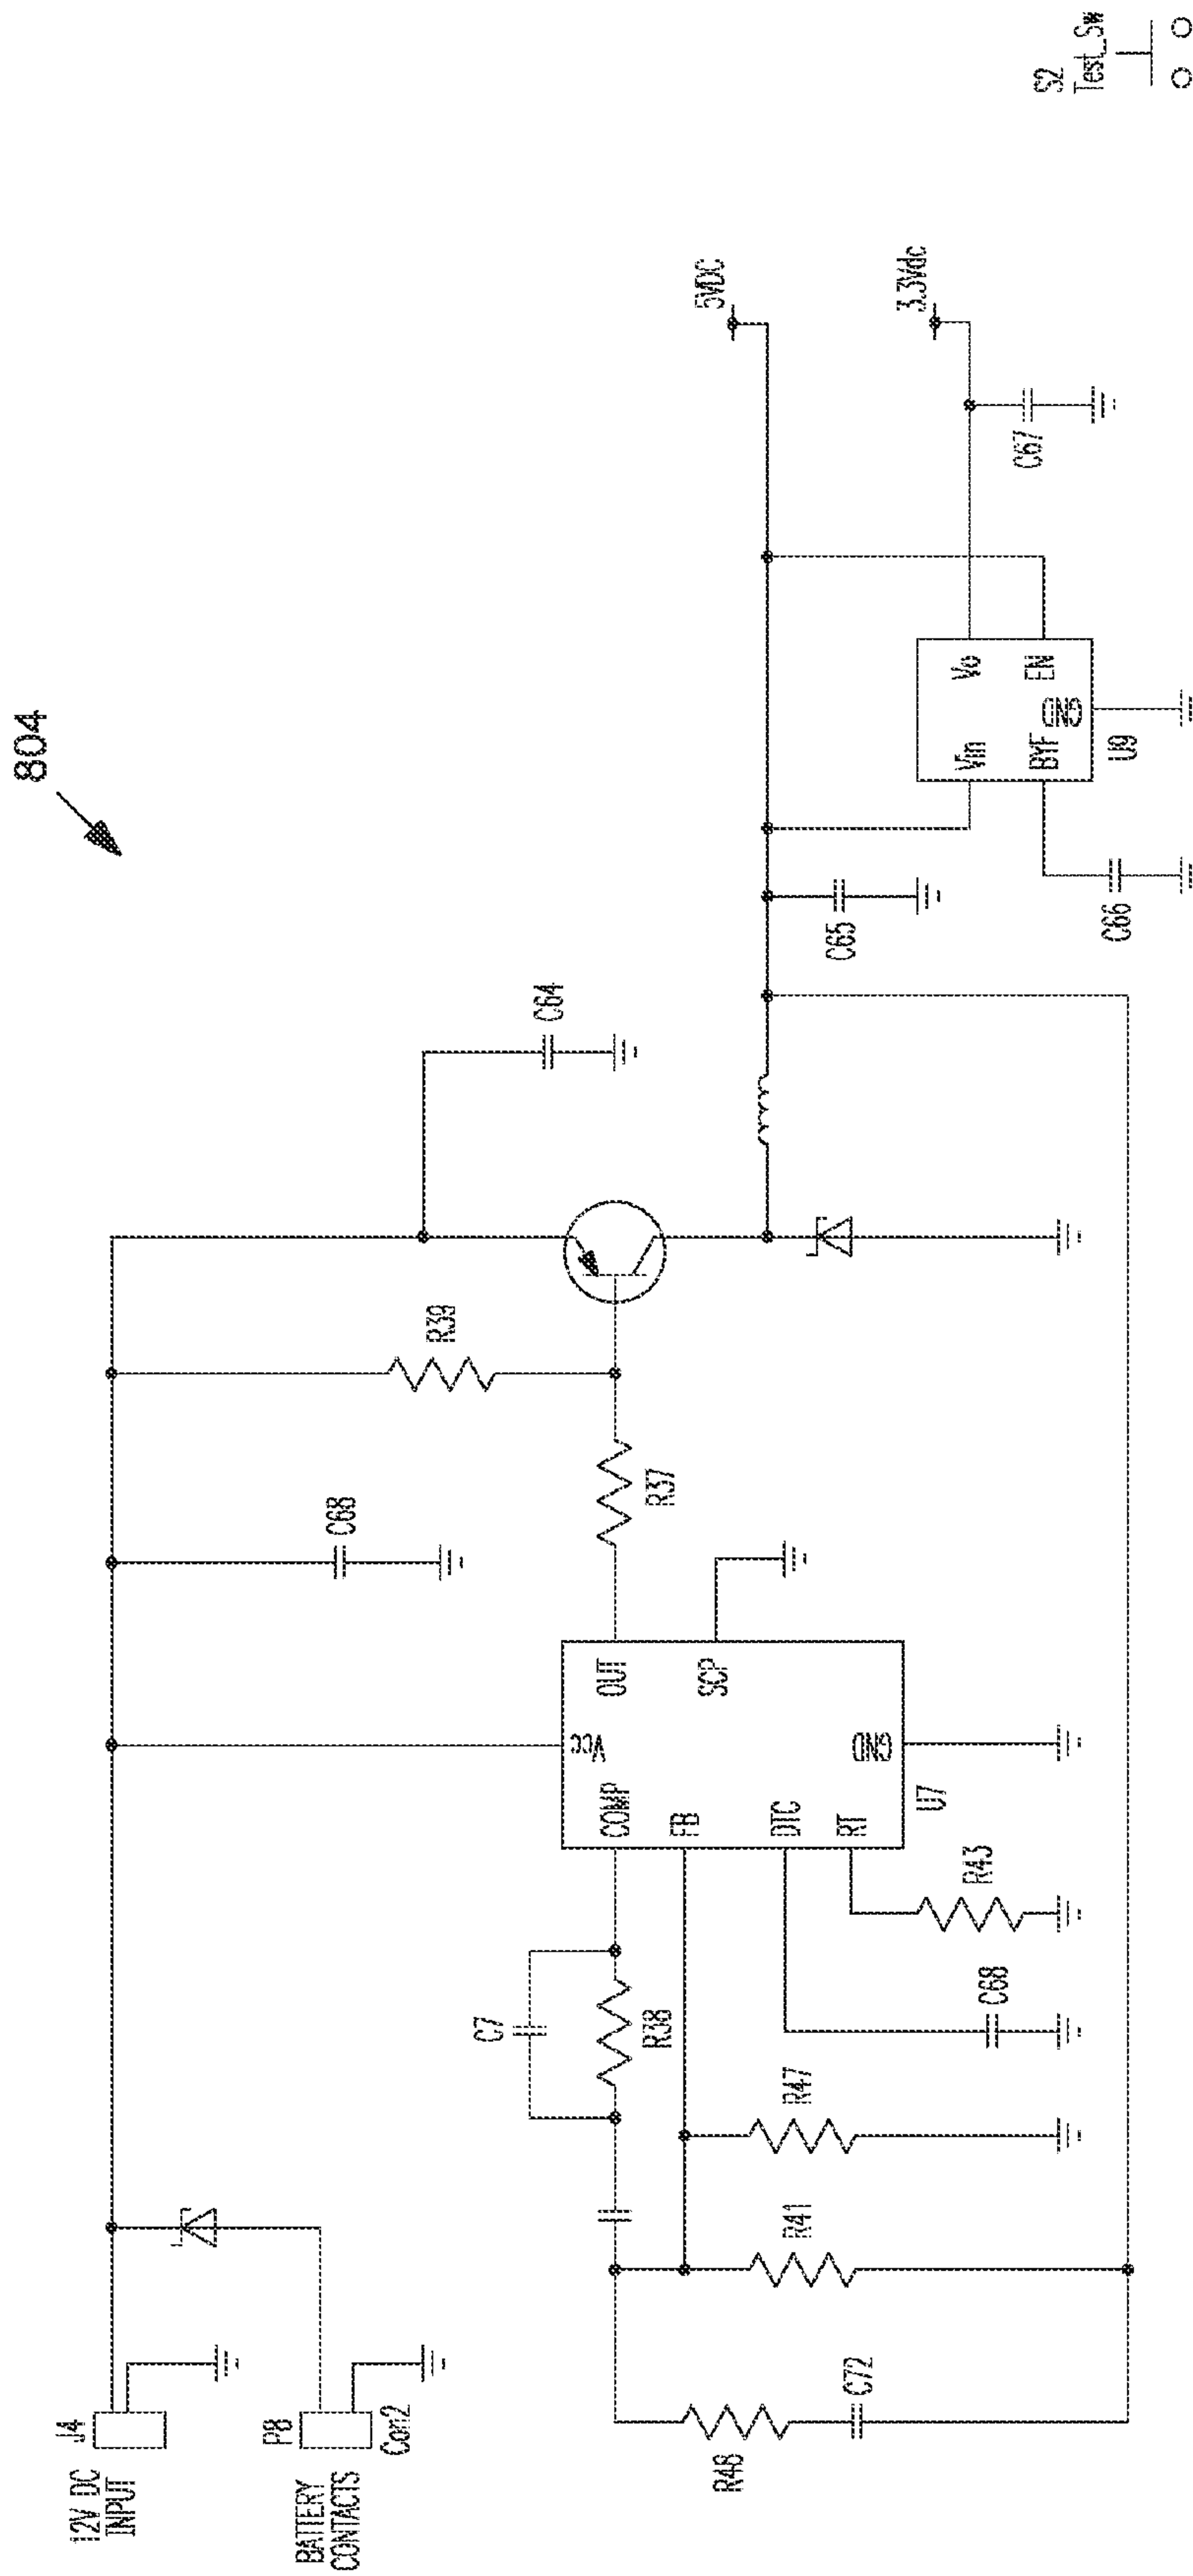 804
S2
Test_Sw
J4
12V DC
INPUT
P8
BATTERY
CONTACTS
Con2
C68
R39
C64
R37
5VDC
3.3Vdc
C67
C65
C66
Vin
Vo
BYF
EN
GND
U9
Vcc
OUT
SCP
COMP
FB
DTC
RT
GND
U7
C7
R38
R43
C68
R47
R41
R48
C72